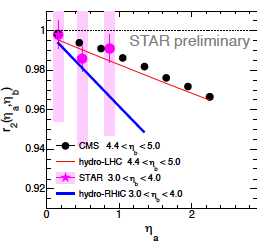 1
0.98
0.96
0.94
0.92
r2(ηa,ηb)
STAR preliminary
CMS 4.4<ηb<5.0
hydro-LHC 4.4<ηb<5.0
STAR 3.0<ηb<4.0
hydro-RHIC 3.0<ηb<4.0
0 1 2
ηa